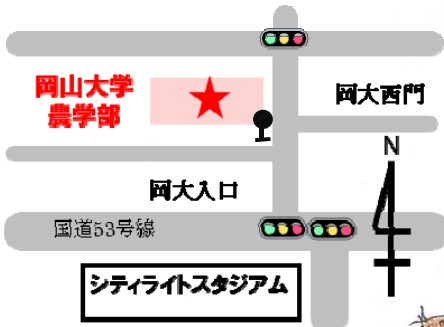 岡山大学
農学部
岡大西門
N
岡大入口
国道53号線
シティライトスタジアム